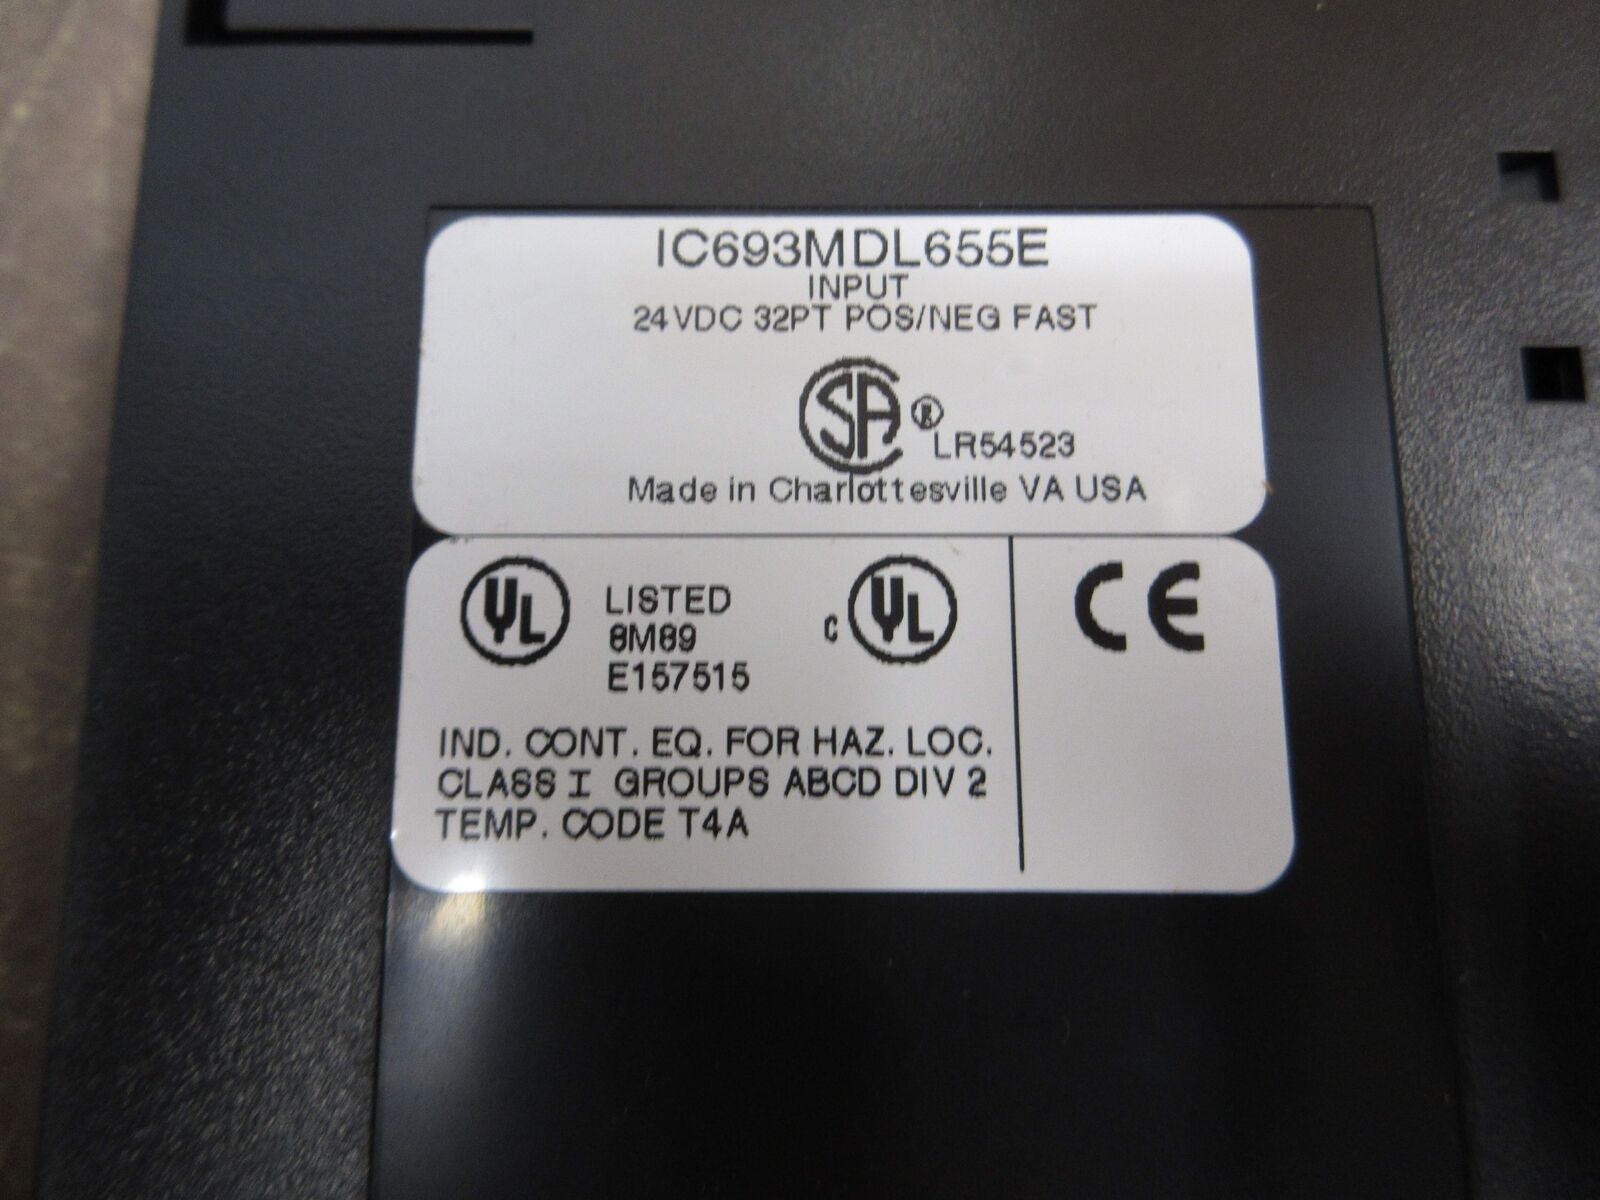 IC693MDL655E
INPUT
24VDC 32PT POS/NEG FAST
SA ®
LR54523
Made in Charlottesville VA USA
UL LISTED
8M89
E157515
c UL
CE
IND. CONT. EQ. FOR HAZ. LOC.
CLASS I GROUPS ABCD DIV 2
TEMP. CODE T4A